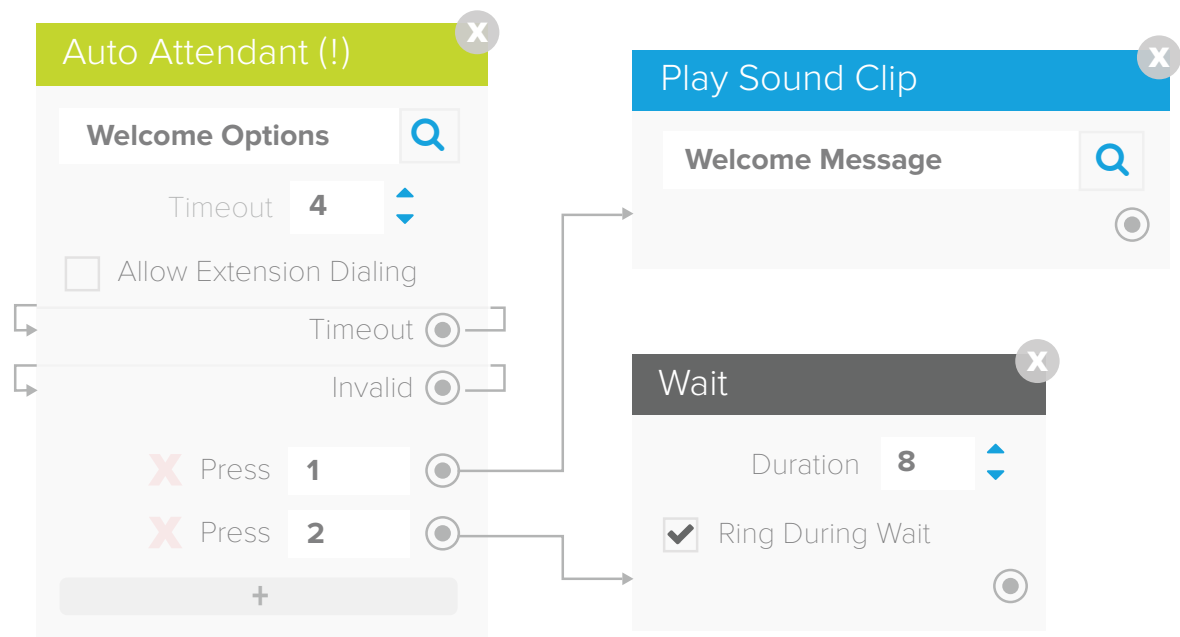 Auto Attendant (!)
X
Welcome Options
Timeout 4
Allow Extension Dialing
Timeout
Invalid
X Press 1
X Press 2
+
Play Sound Clip
X
Welcome Message
Wait
X
Duration 8
Ring During Wait